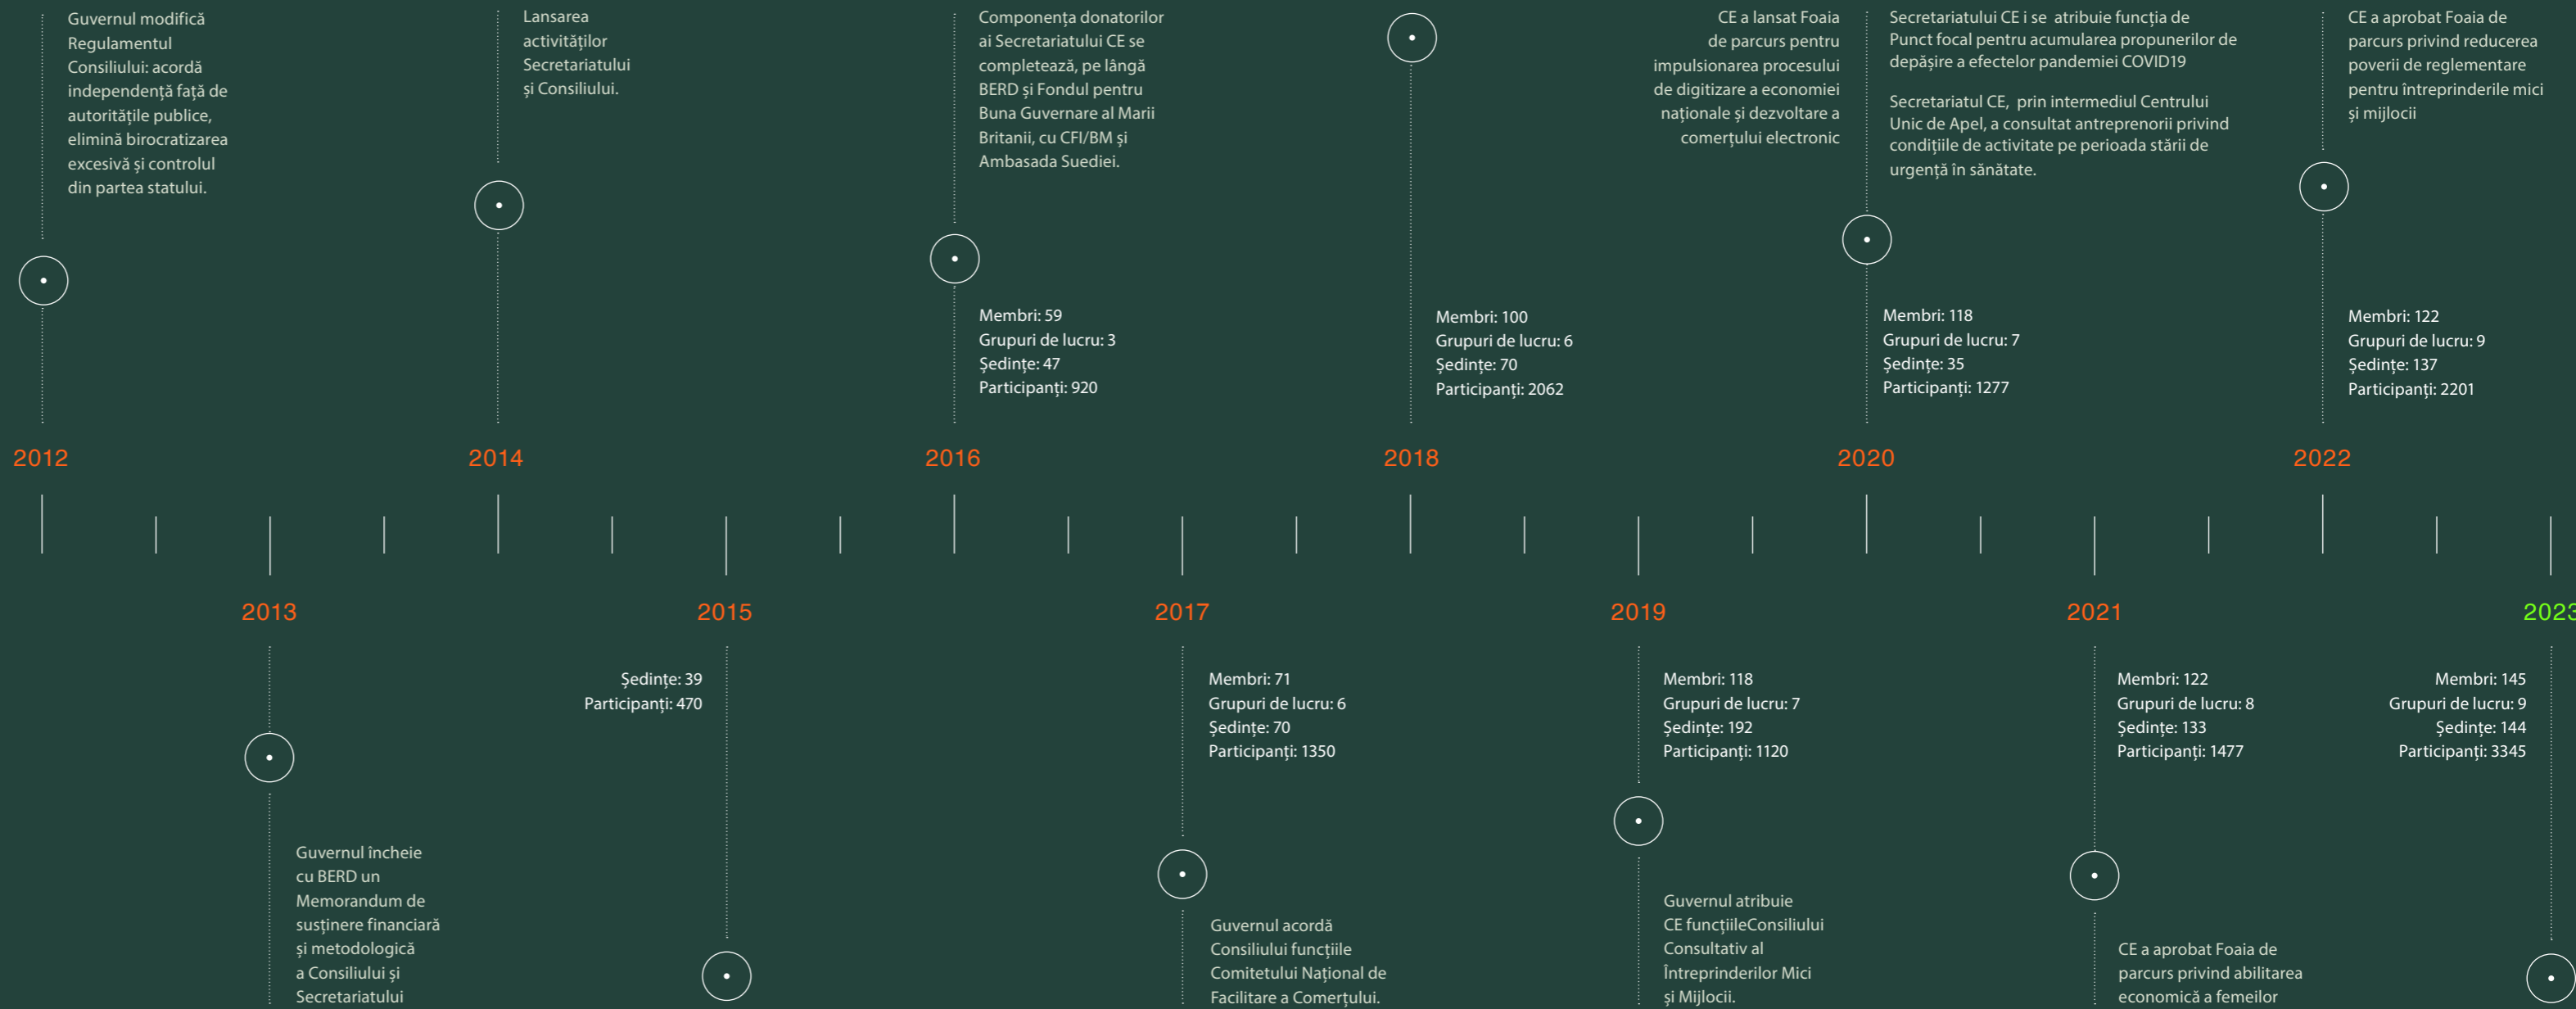 Guvernul modifică
Regulamentul
Consiliului: acordă
independență față de
autoritățile publice,
elimină birocratizarea
excesivă și controlul
din partea statului.
Lansarea
activităților
Secretariatului
și Consiliului.
Componența donatorilor
ai Secretariatului CE se
completează, pe lângă
BERD și Fondul pentru
Buna Guvernare al Marii
Britanii, cu CFI/BM și
Ambasada Suediei.
Membri: 59
Grupuri de lucru: 3
Ședințe: 47
Participanți: 920
Membri: 100
Grupuri de lucru: 6
Ședințe: 70
Participanți: 2062
CE a lansat Foaia
de parcurs pentru
impulsionarea procesului
de digitizare a economiei
naționale și dezvoltare a
comerțului electronic
Secretariatului CE i se atribuie funcția de
Punct focal pentru acumularea propunerilor de
depășire a efectelor pandemiei COVID19
Secretariatul CE, prin intermediul Centrului
Unic de Apel, a consultat antreprenorii privind
condițiile de activitate pe perioada stării de
urgență în sănătate.
Membri: 118
Grupuri de lucru: 7
Ședințe: 35
Participanți: 1277
CE a aprobat Foaia de
parcurs privind reducerea
poverii de reglementare
pentru întreprinderile mici
și mijlocii
Membri: 122
Grupuri de lucru: 9
Ședințe: 137
Participanți: 2201
2012
2014
2016
2018
2020
2022
2013
2015
2017
2019
2021
2023
Guvernul încheie
cu BERD un
Memorandum de
susținere financiară
și metodologică
a Consiliului și
Secretariatului
Ședințe: 39
Participanți: 470
Membri: 71
Grupuri de lucru: 6
Ședințe: 70
Participanți: 1350
Guvernul acordă
Consiliului funcțiile
Comitetului Național de
Facilitare a Comerțului.
Membri: 118
Grupuri de lucru: 7
Ședințe: 192
Participanți: 1120
Guvernul atribuie
CE funcțiileConsiliului
Consultativ al
Întreprinderilor Mici
și Mijlocii.
Membri: 122
Grupuri de lucru: 8
Ședințe: 133
Participanți: 1477
CE a aprobat Foaia de
parcurs privind abilitarea
economică a femeilor
Membri: 145
Grupuri de lucru: 9
Ședințe: 144
Participanți: 3345